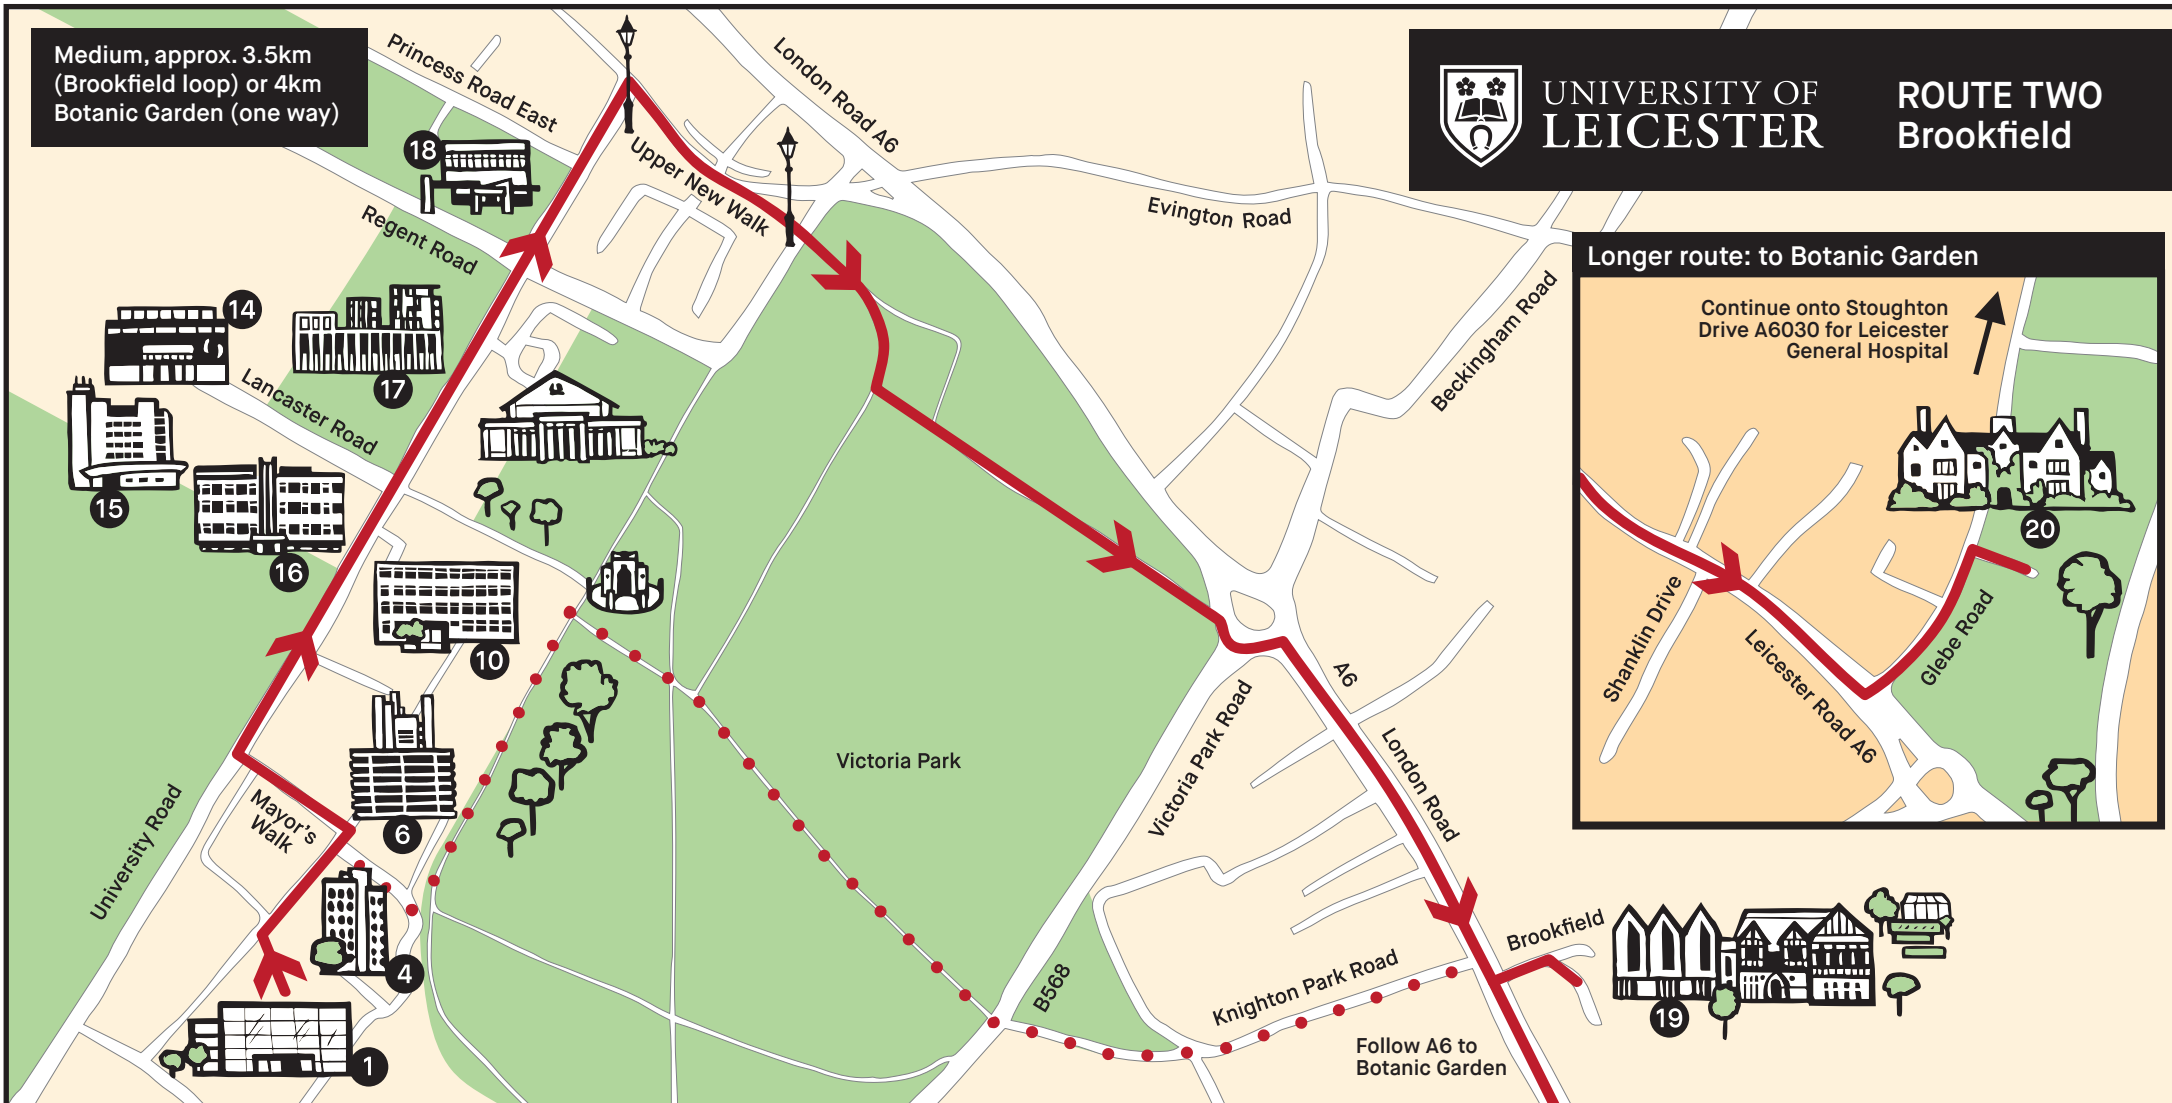 Medium, approx. 3.5km
(Brookfield loop) or 4km
Botanic Garden (one way)
UNIVERSITY OF
LEICESTER
ROUTE TWO
Brookfield
Princess Road East
London Road A6
18
Upper New Walk
Regent Road
Evington Road
14
17
Lancaster Road
15
16
10
Beckingham Road
Longer route: to Botanic Garden
Continue onto Stoughton
Drive A6030 for Leicester
General Hospital
20
Shanklin Drive
Leicester Road A6
Glebe Road
A6
London Road
Victoria Park Road
Victoria Park
University Road
Mayor's
Walk
6
4
1
B568
Knighton Park Road
Brookfield
19
Follow A6 to
Botanic Garden